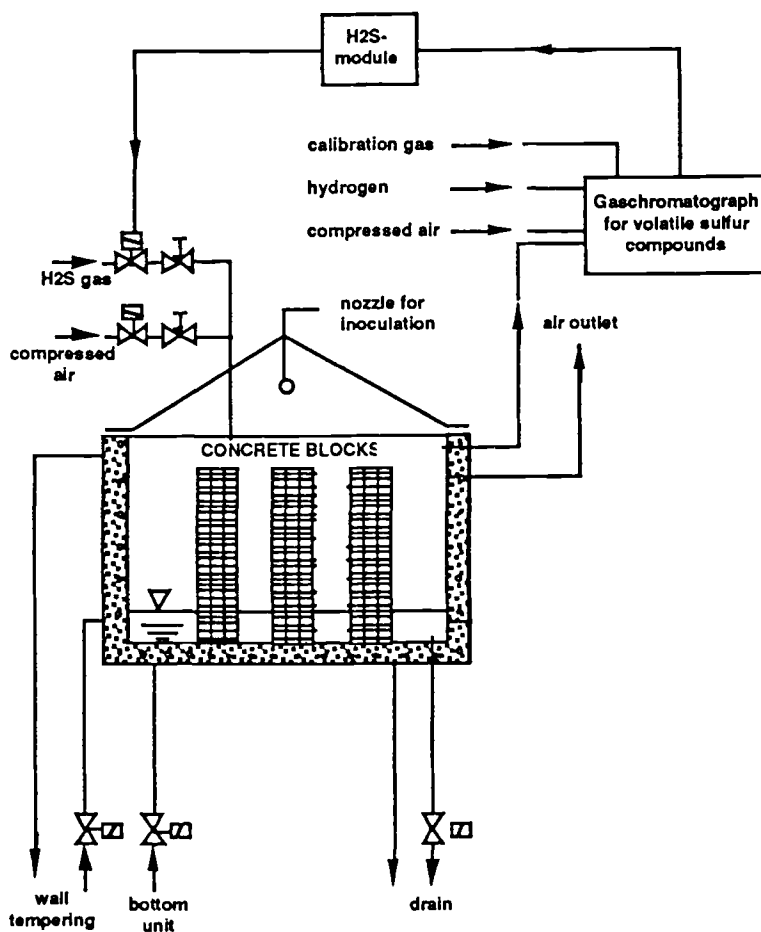 H2S-
module
calibration gas
hydrogen
compressed air
Gaschromatograph
for volatile sulfur
compounds
H2S gas
nozzle for
inoculation
air outlet
compressed
air
CONCRETE BLOCKS
wall
tempering
bottom
unit
drain